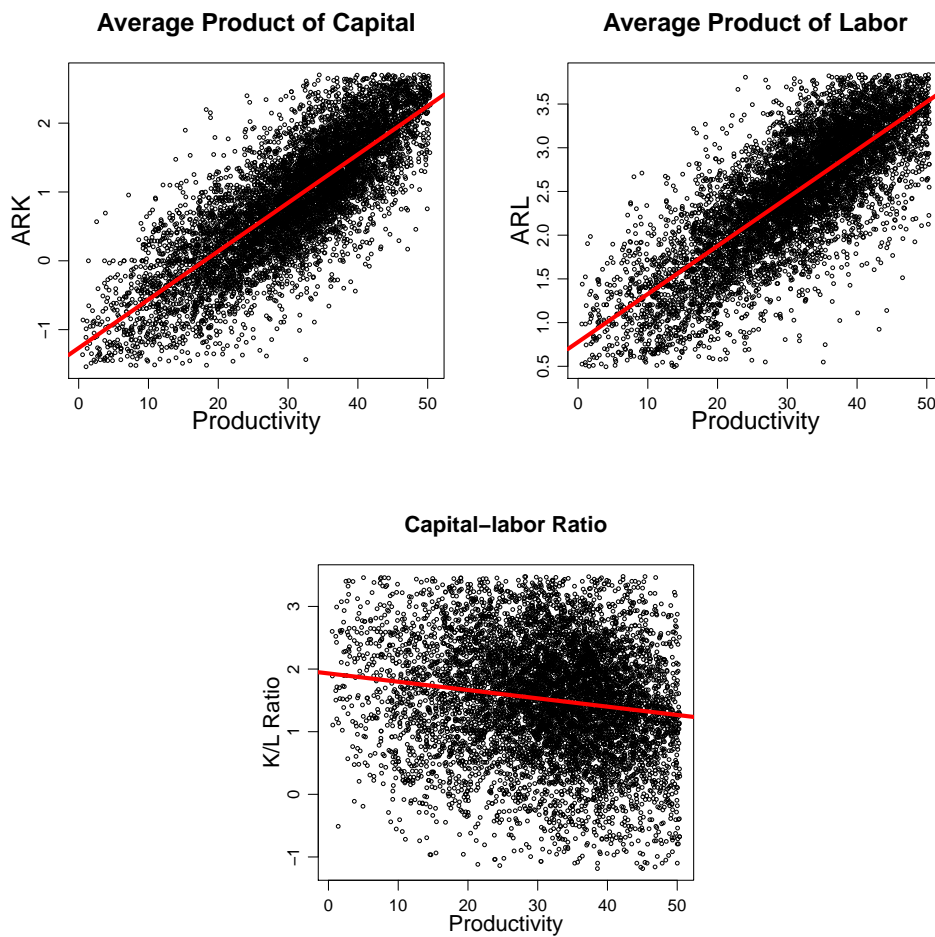 Average Product of Capital
ARK
2
1
0
−1
0 10 20 30 40 50
Productivity
Average Product of Labor
ARL
3.5
3.0
2.5
2.0
1.5
1.0
0.5
0 10 20 30 40 50
Productivity
Capital−labor Ratio
K/L Ratio
3
2
1
0
−1
0 10 20 30 40 50
Productivity